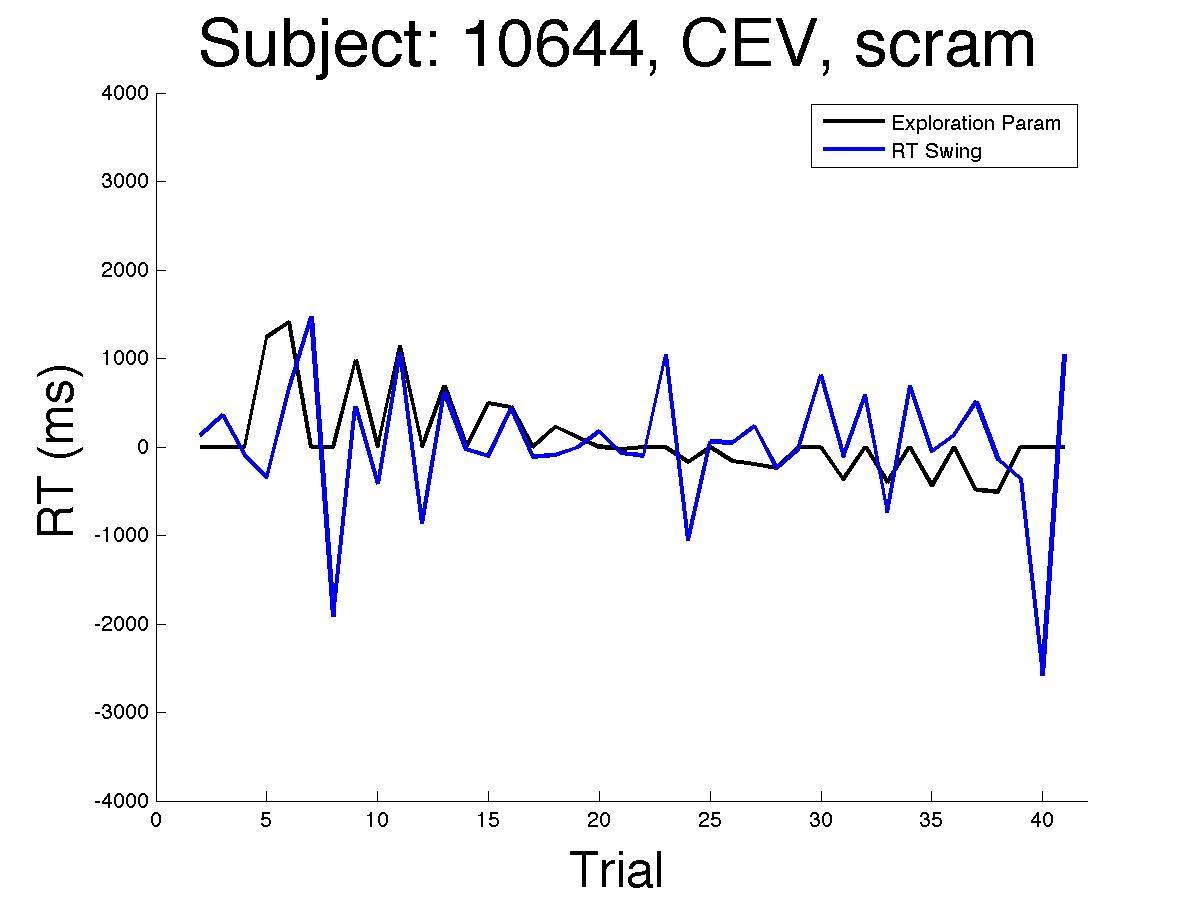 Subject: 10644, CEV, scram
Exploration Param
RT Swing
RT (ms)
4000
3000
2000
1000
0
-1000
-2000
-3000
-4000
0 5 10 15 20 25 30 35 40
Trial